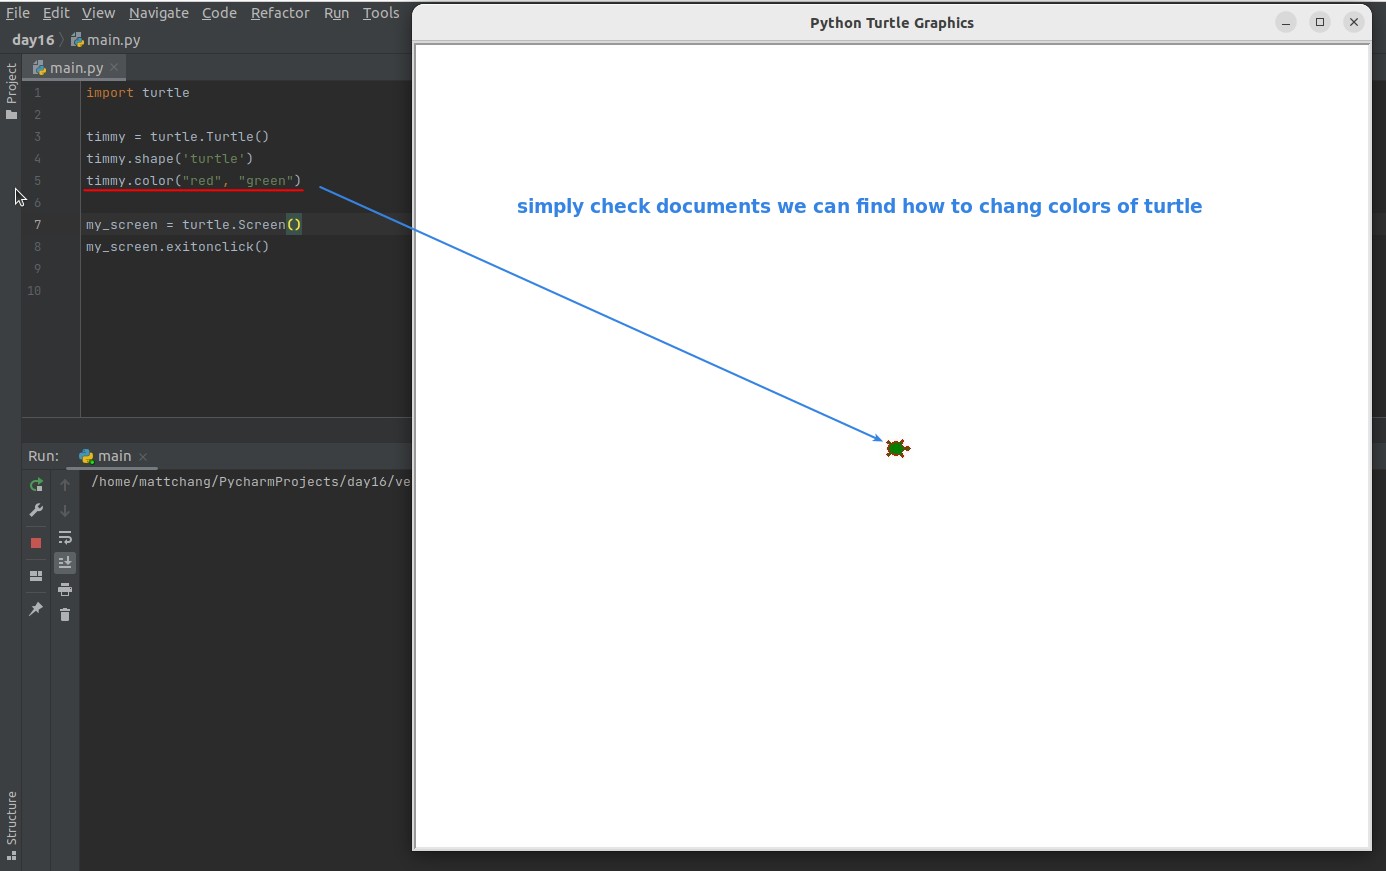 File Edit View Navigate Code Refactor Run Tools
Python Turtle Graphics
day16 main.py
Project
main.py
1 import turtle
2
3 timmy = turtle.Turtle()
4 timmy.shape('turtle')
5 timmy.color("red", "green")
6
7 my_screen = turtle.Screen()
8 my_screen.exitonclick()
9
10
simply check documents we can find how to chang colors of turtle
Run: main
/home/mattchang/PycharmProjects/day16/ve
Structure